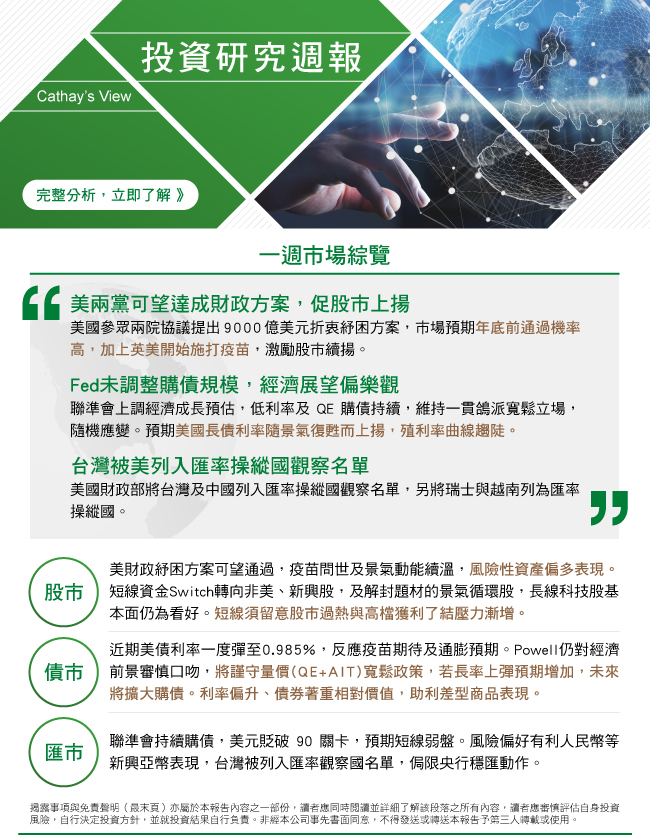 投資研究週報
Cathay's View
完整分析，立即了解 》
一週市場綜覽
美兩黨可望達成財政方案，促股市上揚
美國參眾兩院協議提出9000億美元折衷紓困方案，市場預期年底前通過機率
高，加上英美開始施打疫苗，激勵股市續揚。
Fed未調整購債規模，經濟展望偏樂觀
聯準會上調經濟成長預估，低利率及 QE 購債持續，維持一貫鴿派寬鬆立場，
隨機應變。預期美國長債利率隨景氣復甦而上揚，殖利率曲線趨陡。
台灣被美列入匯率操縱國觀察名單
美國財政部將台灣及中國列入匯率操縱國觀察名單，另將瑞士與越南列為匯率
操縱國。
股市
美財政紓困方案可望通過，疫苗問世及景氣動能續溫，風險性資產偏多表現。
短線資金Switch轉向非美、新興股，及解封題材的景氣循環股，長線科技股基
本面仍為看好。短線須留意股市過熱與高檔獲利了結壓力漸增。
債市
近期美債利率一度彈至0.985%，反應疫苗期待及通膨預期。Powell仍對經濟
前景審慎口吻，將謹守量價(QE+AIT)寬鬆政策，若長率上彈預期增加，未來
將擴大購債。利率偏升、債券著重相對價值，助利差型商品表現。
匯市
聯準會持續購債，美元貶破 90 關卡，預期短線弱盤。風險偏好有利人民幣等
新興亞幣表現，台灣被列入匯率觀察國名單，侷限央行穩匯動作。
揭露事項與免責聲明（最末頁）亦屬於本報告內容之一部份，讀者應同時閱讀並詳細了解該段落之所有內容，讀者應審慎評估自身投資
風險，自行決定投資方針，並就投資結果自行負責。非經本公司事先書面同意，不得發送或轉送本報告予第三人轉載或使用。